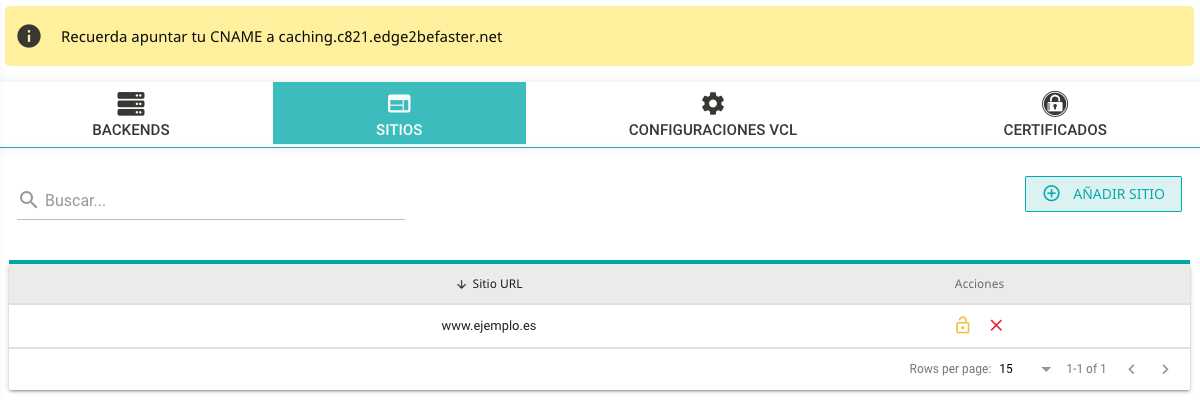 Recuerda apuntar tu CNAME a caching.c821.edge2befaster.net
BACKENDS
SITIOS
CONFIGURACIONES VCL
CERTIFICADOS
Buscar...
AÑADIR SITIO
Sitio URL
Acciones
www.ejemplo.es
Rows per page: 15
1-1 of 1